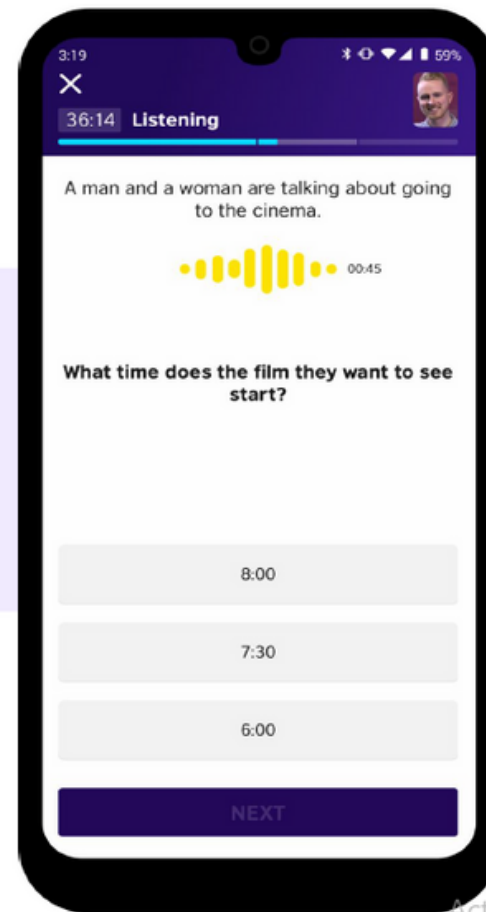 3:19 59%
36:14 Listening
A man and a woman are talking about going
to the cinema.
00:45
What time does the film they want to see
start?
8:00
7:30
6:00
NEXT
Act